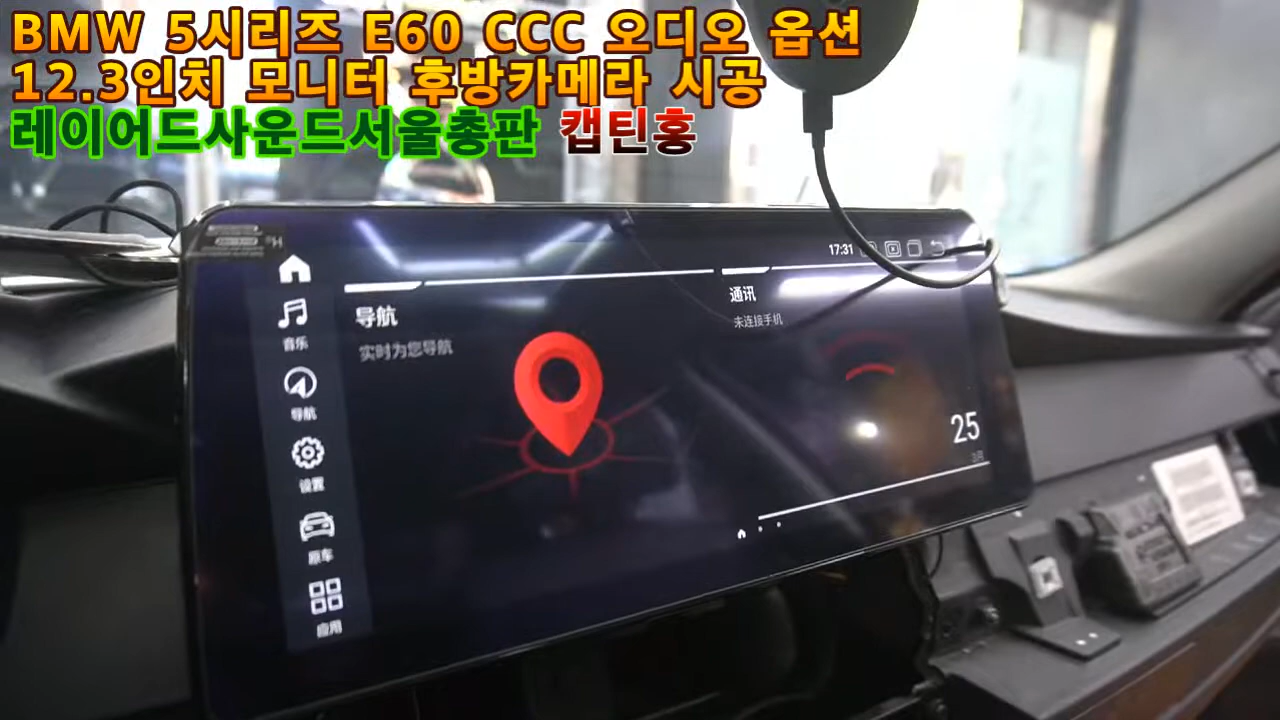 BMW 5시리즈 E60 CCC 오디오 옵션
12.3인치 모니터 후방카메라 시공
레이어드사운드서울총판 캡틴홍
17:31
导航
实时为您导航
通讯
未连接手机
音乐
导航
设置
原车
应用
25
3月